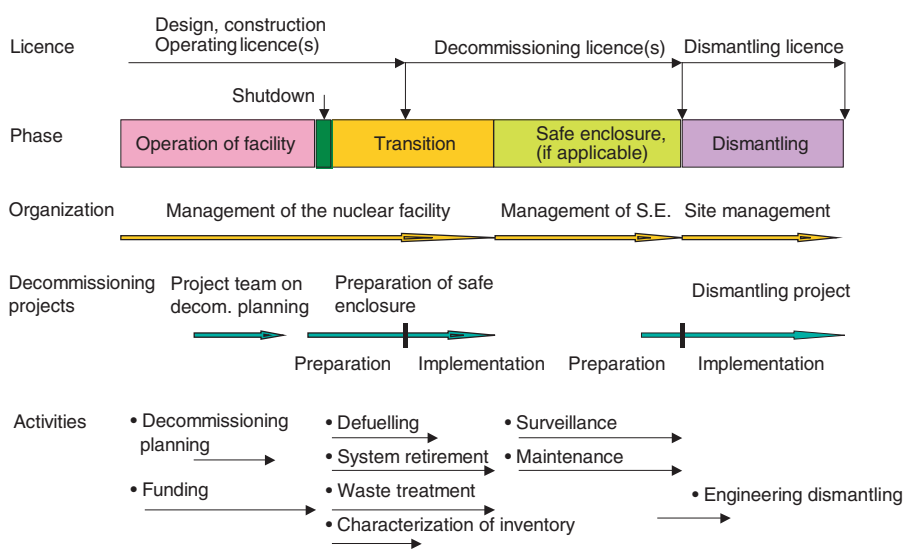 Design, construction
Licence
Operating licence(s)
Decommissioning licence(s)
Dismantling licence
Shutdown
Phase
Operation of facility
Transition
Safe enclosure,
(if applicable)
Dismantling
Organization
Management of the nuclear facility
Management of S.E.
Site management
Decommissioning
projects
Project team on
decom. planning
Preparation of safe
enclosure
Dismantling project
Preparation
Implementation
Preparation
Implementation
Activities
• Decommissioning
planning
• Funding
• Defuelling
• System retirement
• Waste treatment
• Characterization of inventory
• Surveillance
• Maintenance
• Engineering dismantling